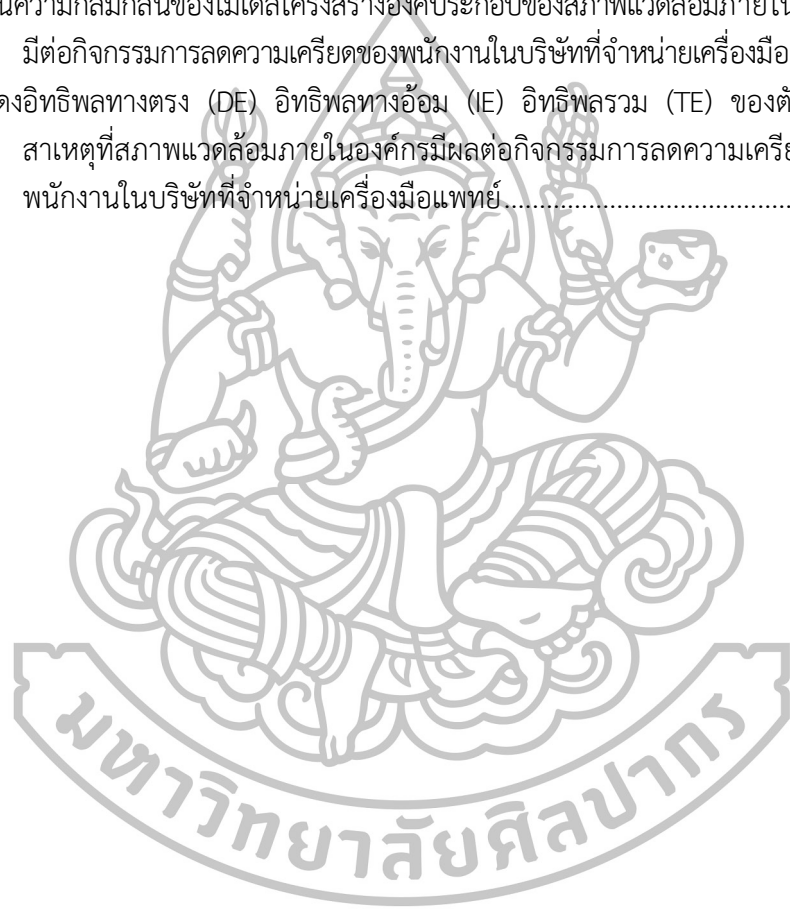 นความกลมกลืนของโมเดลโครงสร้างองค์ประกอบของสภาพแวดล้อมภายใน
มีต่อกิจกรรมการลดความเครียดของพนักงานในบริษัทที่จำหน่ายเครื่องมือ
ดงอิทธิพลทางตรง (DE) อิทธิพลทางอ้อม (IE) อิทธิพลรวม (TE) ของตั
สาเหตุที่สภาพแวดล้อมภายในองค์กรมีผลต่อกิจกรรมการลดความเครีย
พนักงานในบริษัทที่จำหน่ายเครื่องมือแพทย์.......................................
มหาวิทยาลัยศิลปากร